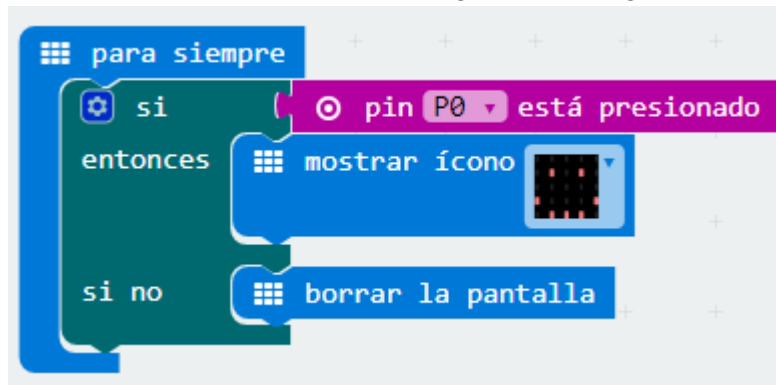 para siempre
si pin P0 está presionado
entonces mostrar ícono
si no borrar la pantalla